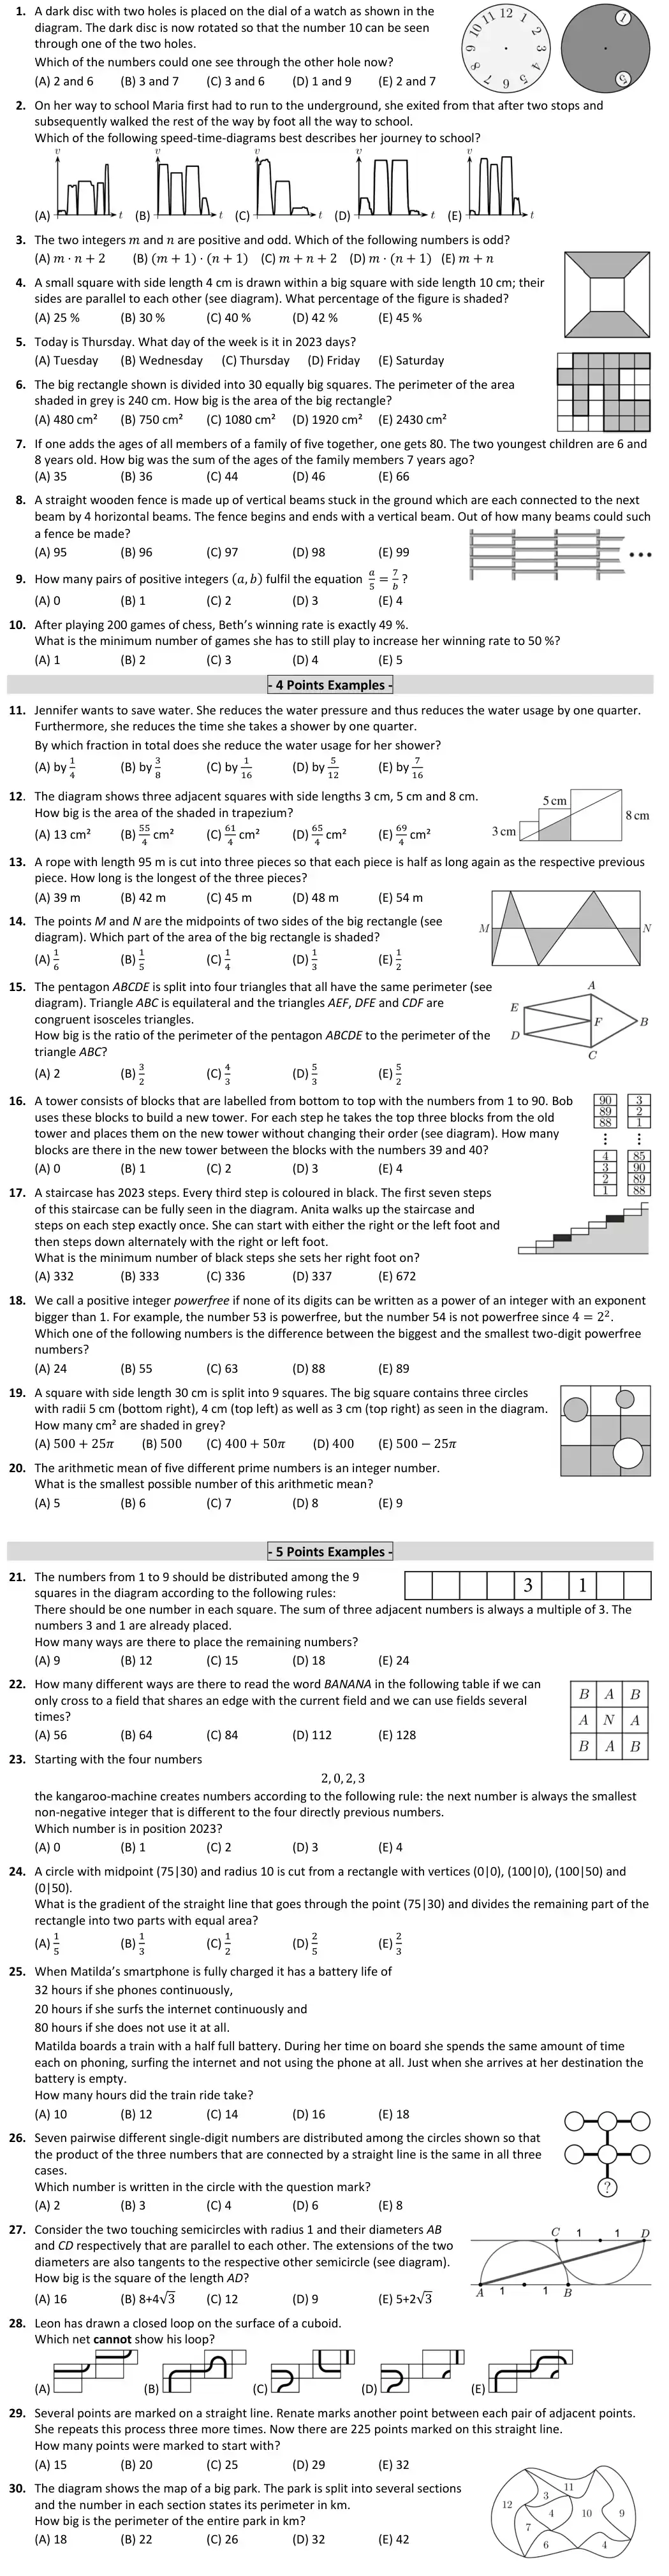 1. A dark disc with two holes is placed on the dial of a watch as shown in the
diagram. The dark disc is now rotated so that the number 10 can be seen
through one of the two holes.
Which of the numbers could one see through the other hole now?
(A) 2 and 6 (B) 3 and 7 (C) 3 and 6 (D) 1 and 9 (E) 2 and 7
12 1 2 3 4 5 6 7 8 9 10 11
1
5
2. On her way to school Maria first had to run to the underground, she exited from that after two stops and
subsequently walked the rest of the way by foot all the way to school.
Which of the following speed-time-diagrams best describes her journey to school?
v v v v v
(A) t (B) t (C) t (D) t (E) t
3. The two integers m and n are positive and odd. Which of the following numbers is odd?
(A) m · n + 2 (B) (m + 1) · (n + 1) (C) m + n + 2 (D) m · (n + 1) (E) m + n
4. A small square with side length 4 cm is drawn within a big square with side length 10 cm; their
sides are parallel to each other (see diagram). What percentage of the figure is shaded?
(A) 25 % (B) 30 % (C) 40 % (D) 42 % (E) 45 %
5. Today is Thursday. What day of the week is it in 2023 days?
(A) Tuesday (B) Wednesday (C) Thursday (D) Friday (E) Saturday
6. The big rectangle shown is divided into 30 equally big squares. The perimeter of the area
shaded in grey is 240 cm. How big is the area of the big rectangle?
(A) 480 cm² (B) 750 cm² (C) 1080 cm² (D) 1920 cm² (E) 2430 cm²
7. If one adds the ages of all members of a family of five together, one gets 80. The two youngest children are 6 and
8 years old. How big was the sum of the ages of the family members 7 years ago?
(A) 35 (B) 36 (C) 44 (D) 46 (E) 66
8. A straight wooden fence is made up of vertical beams stuck in the ground which are each connected to the next
beam by 4 horizontal beams. The fence begins and ends with a vertical beam. Out of how many beams could such
a fence be made?
(A) 95 (B) 96 (C) 97 (D) 98 (E) 99
9. How many pairs of positive integers (a, b) fulfil the equation a/5 = 7/b ?
(A) 0 (B) 1 (C) 2 (D) 3 (E) 4
10. After playing 200 games of chess, Beth's winning rate is exactly 49 %.
What is the minimum number of games she has to still play to increase her winning rate to 50 %?
(A) 1 (B) 2 (C) 3 (D) 4 (E) 5
- 4 Points Examples -
11. Jennifer wants to save water. She reduces the water pressure and thus reduces the water usage by one quarter.
Furthermore, she reduces the time she takes a shower by one quarter.
By which fraction in total does she reduce the water usage for her shower?
(A) by 1/4 (B) by 3/8 (C) by 1/16 (D) by 5/12 (E) by 7/16
12. The diagram shows three adjacent squares with side lengths 3 cm, 5 cm and 8 cm.
How big is the area of the shaded in trapezium?
(A) 13 cm² (B) 55/4 cm² (C) 61/4 cm² (D) 65/4 cm² (E) 69/4 cm²
5 cm
8 cm
3 cm
13. A rope with length 95 m is cut into three pieces so that each piece is half as long again as the respective previous
piece. How long is the longest of the three pieces?
(A) 39 m (B) 42 m (C) 45 m (D) 48 m (E) 54 m
14. The points M and N are the midpoints of two sides of the big rectangle (see
diagram). Which part of the area of the big rectangle is shaded?
(A) 1/6 (B) 1/5 (C) 1/4 (D) 1/3 (E) 1/2
M N
15. The pentagon ABCDE is split into four triangles that all have the same perimeter (see
diagram). Triangle ABC is equilateral and the triangles AEF, DFE and CDF are
congruent isosceles triangles.
How big is the ratio of the perimeter of the pentagon ABCDE to the perimeter of the
triangle ABC?
(A) 2 (B) 3/2 (C) 4/3 (D) 5/3 (E) 5/2
A
E
F B
D
C
16. A tower consists of blocks that are labelled from bottom to top with the numbers from 1 to 90. Bob
uses these blocks to build a new tower. For each step he takes the top three blocks from the old
tower and places them on the new tower without changing their order (see diagram). How many
blocks are there in the new tower between the blocks with the numbers 39 and 40?
(A) 0 (B) 1 (C) 2 (D) 3 (E) 4
90 3
89 2
88 1
⋮ ⋮
4 85
3 90
2 89
1 88
17. A staircase has 2023 steps. Every third step is coloured in black. The first seven steps
of this staircase can be fully seen in the diagram. Anita walks up the staircase and
steps on each step exactly once. She can start with either the right or the left foot and
then steps down alternately with the right or left foot.
What is the minimum number of black steps she sets her right foot on?
(A) 332 (B) 333 (C) 336 (D) 337 (E) 672
18. We call a positive integer powerfree if none of its digits can be written as a power of an integer with an exponent
bigger than 1. For example, the number 53 is powerfree, but the number 54 is not powerfree since 4 = 2².
Which one of the following numbers is the difference between the biggest and the smallest two-digit powerfree
numbers?
(A) 24 (B) 55 (C) 63 (D) 88 (E) 89
19. A square with side length 30 cm is split into 9 squares. The big square contains three circles
with radii 5 cm (bottom right), 4 cm (top left) as well as 3 cm (top right) as seen in the diagram.
How many cm² are shaded in grey?
(A) 500 + 25π (B) 500 (C) 400 + 50π (D) 400 (E) 500 − 25π
20. The arithmetic mean of five different prime numbers is an integer number.
What is the smallest possible number of this arithmetic mean?
(A) 5 (B) 6 (C) 7 (D) 8 (E) 9
- 5 Points Examples -
21. The numbers from 1 to 9 should be distributed among the 9
squares in the diagram according to the following rules:
3 1
There should be one number in each square. The sum of three adjacent numbers is always a multiple of 3. The
numbers 3 and 1 are already placed.
How many ways are there to place the remaining numbers?
(A) 9 (B) 12 (C) 15 (D) 18 (E) 24
22. How many different ways are there to read the word BANANA in the following table if we can
only cross to a field that shares an edge with the current field and we can use fields several
times?
(A) 56 (B) 64 (C) 84 (D) 112 (E) 128
B A B
A N A
B A B
23. Starting with the four numbers
2, 0, 2, 3
the kangaroo-machine creates numbers according to the following rule: the next number is always the smallest
non-negative integer that is different to the four directly previous numbers.
Which number is in position 2023?
(A) 0 (B) 1 (C) 2 (D) 3 (E) 4
24. A circle with midpoint (75|30) and radius 10 is cut from a rectangle with vertices (0|0), (100|0), (100|50) and
(0|50).
What is the gradient of the straight line that goes through the point (75|30) and divides the remaining part of the
rectangle into two parts with equal area?
(A) 1/5 (B) 1/3 (C) 1/2 (D) 2/5 (E) 2/3
25. When Matilda's smartphone is fully charged it has a battery life of
32 hours if she phones continuously,
20 hours if she surfs the internet continuously and
80 hours if she does not use it at all.
Matilda boards a train with a half full battery. During her time on board she spends the same amount of time
each on phoning, surfing the internet and not using the phone at all. Just when she arrives at her destination the
battery is empty.
How many hours did the train ride take?
(A) 10 (B) 12 (C) 14 (D) 16 (E) 18
26. Seven pairwise different single-digit numbers are distributed among the circles shown so that
the product of the three numbers that are connected by a straight line is the same in all three
cases.
Which number is written in the circle with the question mark?
(A) 2 (B) 3 (C) 4 (D) 6 (E) 8
?
27. Consider the two touching semicircles with radius 1 and their diameters AB
and CD respectively that are parallel to each other. The extensions of the two
diameters are also tangents to the respective other semicircle (see diagram).
How big is the square of the length AD?
(A) 16 (B) 8+4√3 (C) 12 (D) 9 (E) 5+2√3
C 1 1 D
A 1 1 B
28. Leon has drawn a closed loop on the surface of a cuboid.
Which net cannot show his loop?
(A) (B) (C) (D) (E)
29. Several points are marked on a straight line. Renate marks another point between each pair of adjacent points.
She repeats this process three more times. Now there are 225 points marked on this straight line.
How many points were marked to start with?
(A) 15 (B) 20 (C) 25 (D) 29 (E) 32
30. The diagram shows the map of a big park. The park is split into several sections
and the number in each section states its perimeter in km.
How big is the perimeter of the entire park in km?
(A) 18 (B) 22 (C) 26 (D) 32 (E) 42
11
3
12 4 10 9
7
6 4